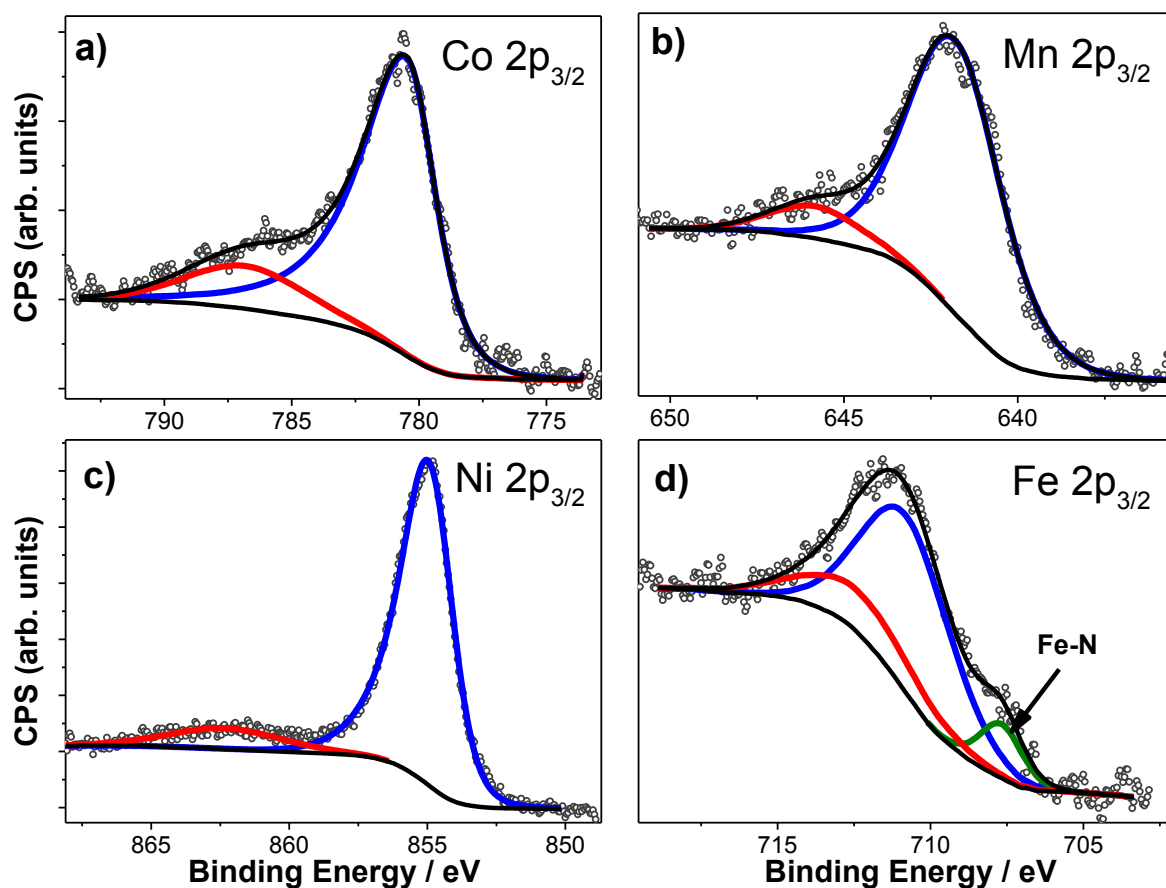 a)
Co 2p3/2
CPS (arb. units)
790 785 780 775
b)
Mn 2p3/2
650 645 640
c)
Ni 2p3/2
CPS (arb. units)
865 860 855 850
Binding Energy / eV
d)
Fe 2p3/2
Fe-N
715 710 705
Binding Energy / eV